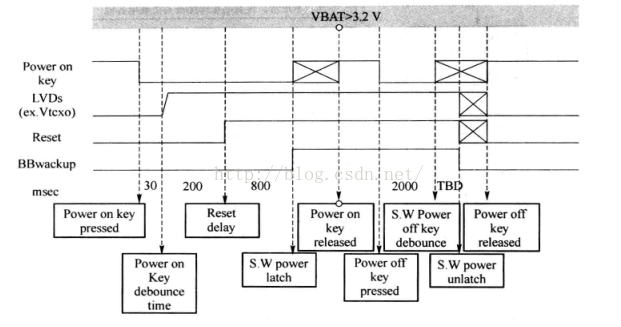 VBAT>3.2 V
Power on
key
LVDs
(ex.Vtcxo)
Reset
BBwackup
http://blog.csdn.net/
msec
30 200 800 2000 TBD
Power on key
pressed
Reset
delay
Power on
key
released
S.W Power
off key
debounce
Power off
key
released
Power on
Key
debounce
time
S.W power
latch
Power off
key
pressed
S.W power
unlatch